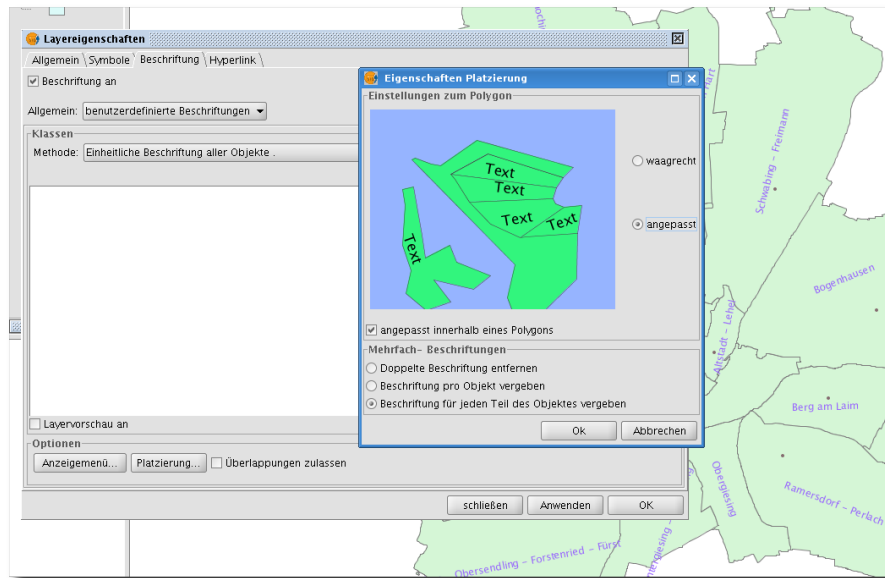 Layereigenschaften
Allgemein
Symbole
Beschriftung
Hyperlink
Beschriftung an
Allgemein: benutzerdefinierte Beschriftungen
Klassen
Methode: Einheitliche Beschriftung aller Objekte .
Layervorschau an
Optionen
Anzeigemenü...
Platzierung...
Überlappungen zulassen
schließen
Anwenden
OK
Eigenschaften Platzierung
Einstellungen zum Polygon
Text
Text
Text
Text
Text
waagrecht
angepasst
angepasst innerhalb eines Polygons
Mehrfach- Beschriftungen
Doppelte Beschriftung entfernen
Beschriftung pro Objekt vergeben
Beschriftung für jeden Teil des Objektes vergeben
Ok
Abbrechen
Schwabing - Freimann
Bogenhausen
Altstadt - Lehel
Berg am Laim
Ramersdorf - Perlach
Obergiesing
Obersendling - Forstenried - Fürst